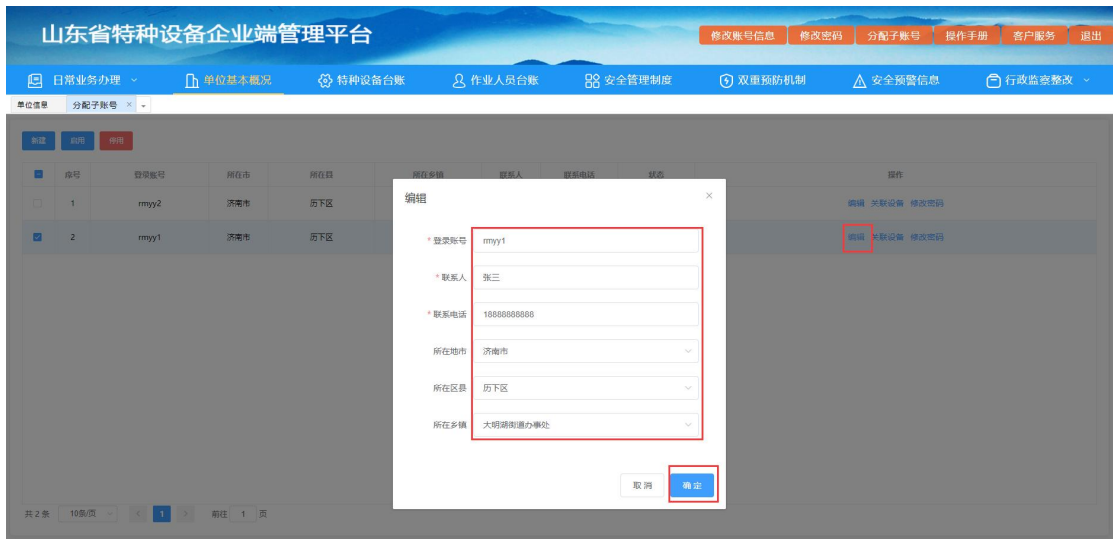 山东省特种设备企业端管理平台
修改账号信息 修改密码 分配子账号 操作手册 客户服务 退出
日常业务办理 单位基本概况 特种设备台账 作业人员台账 安全管理制度 双重预防机制 安全预警信息 行政监察整改
单位信息 分配子账号 ×
新建 启用 停用
序号 登录账号 所在市 所在县 所在乡镇 联系人 联系电话 状态 操作
1 rmyy2 济南市 历下区 编辑 关联设备 修改密码
2 rmyy1 济南市 历下区 编辑 关联设备 修改密码
编辑 ×
* 登录账号 rmyy1
* 联系人 张三
* 联系电话 18888888888
所在地市 济南市
所在区县 历下区
所在乡镇 大明湖街道办事处
取消 确定
共 2 条 10条/页 < 1 > 前往 1 页